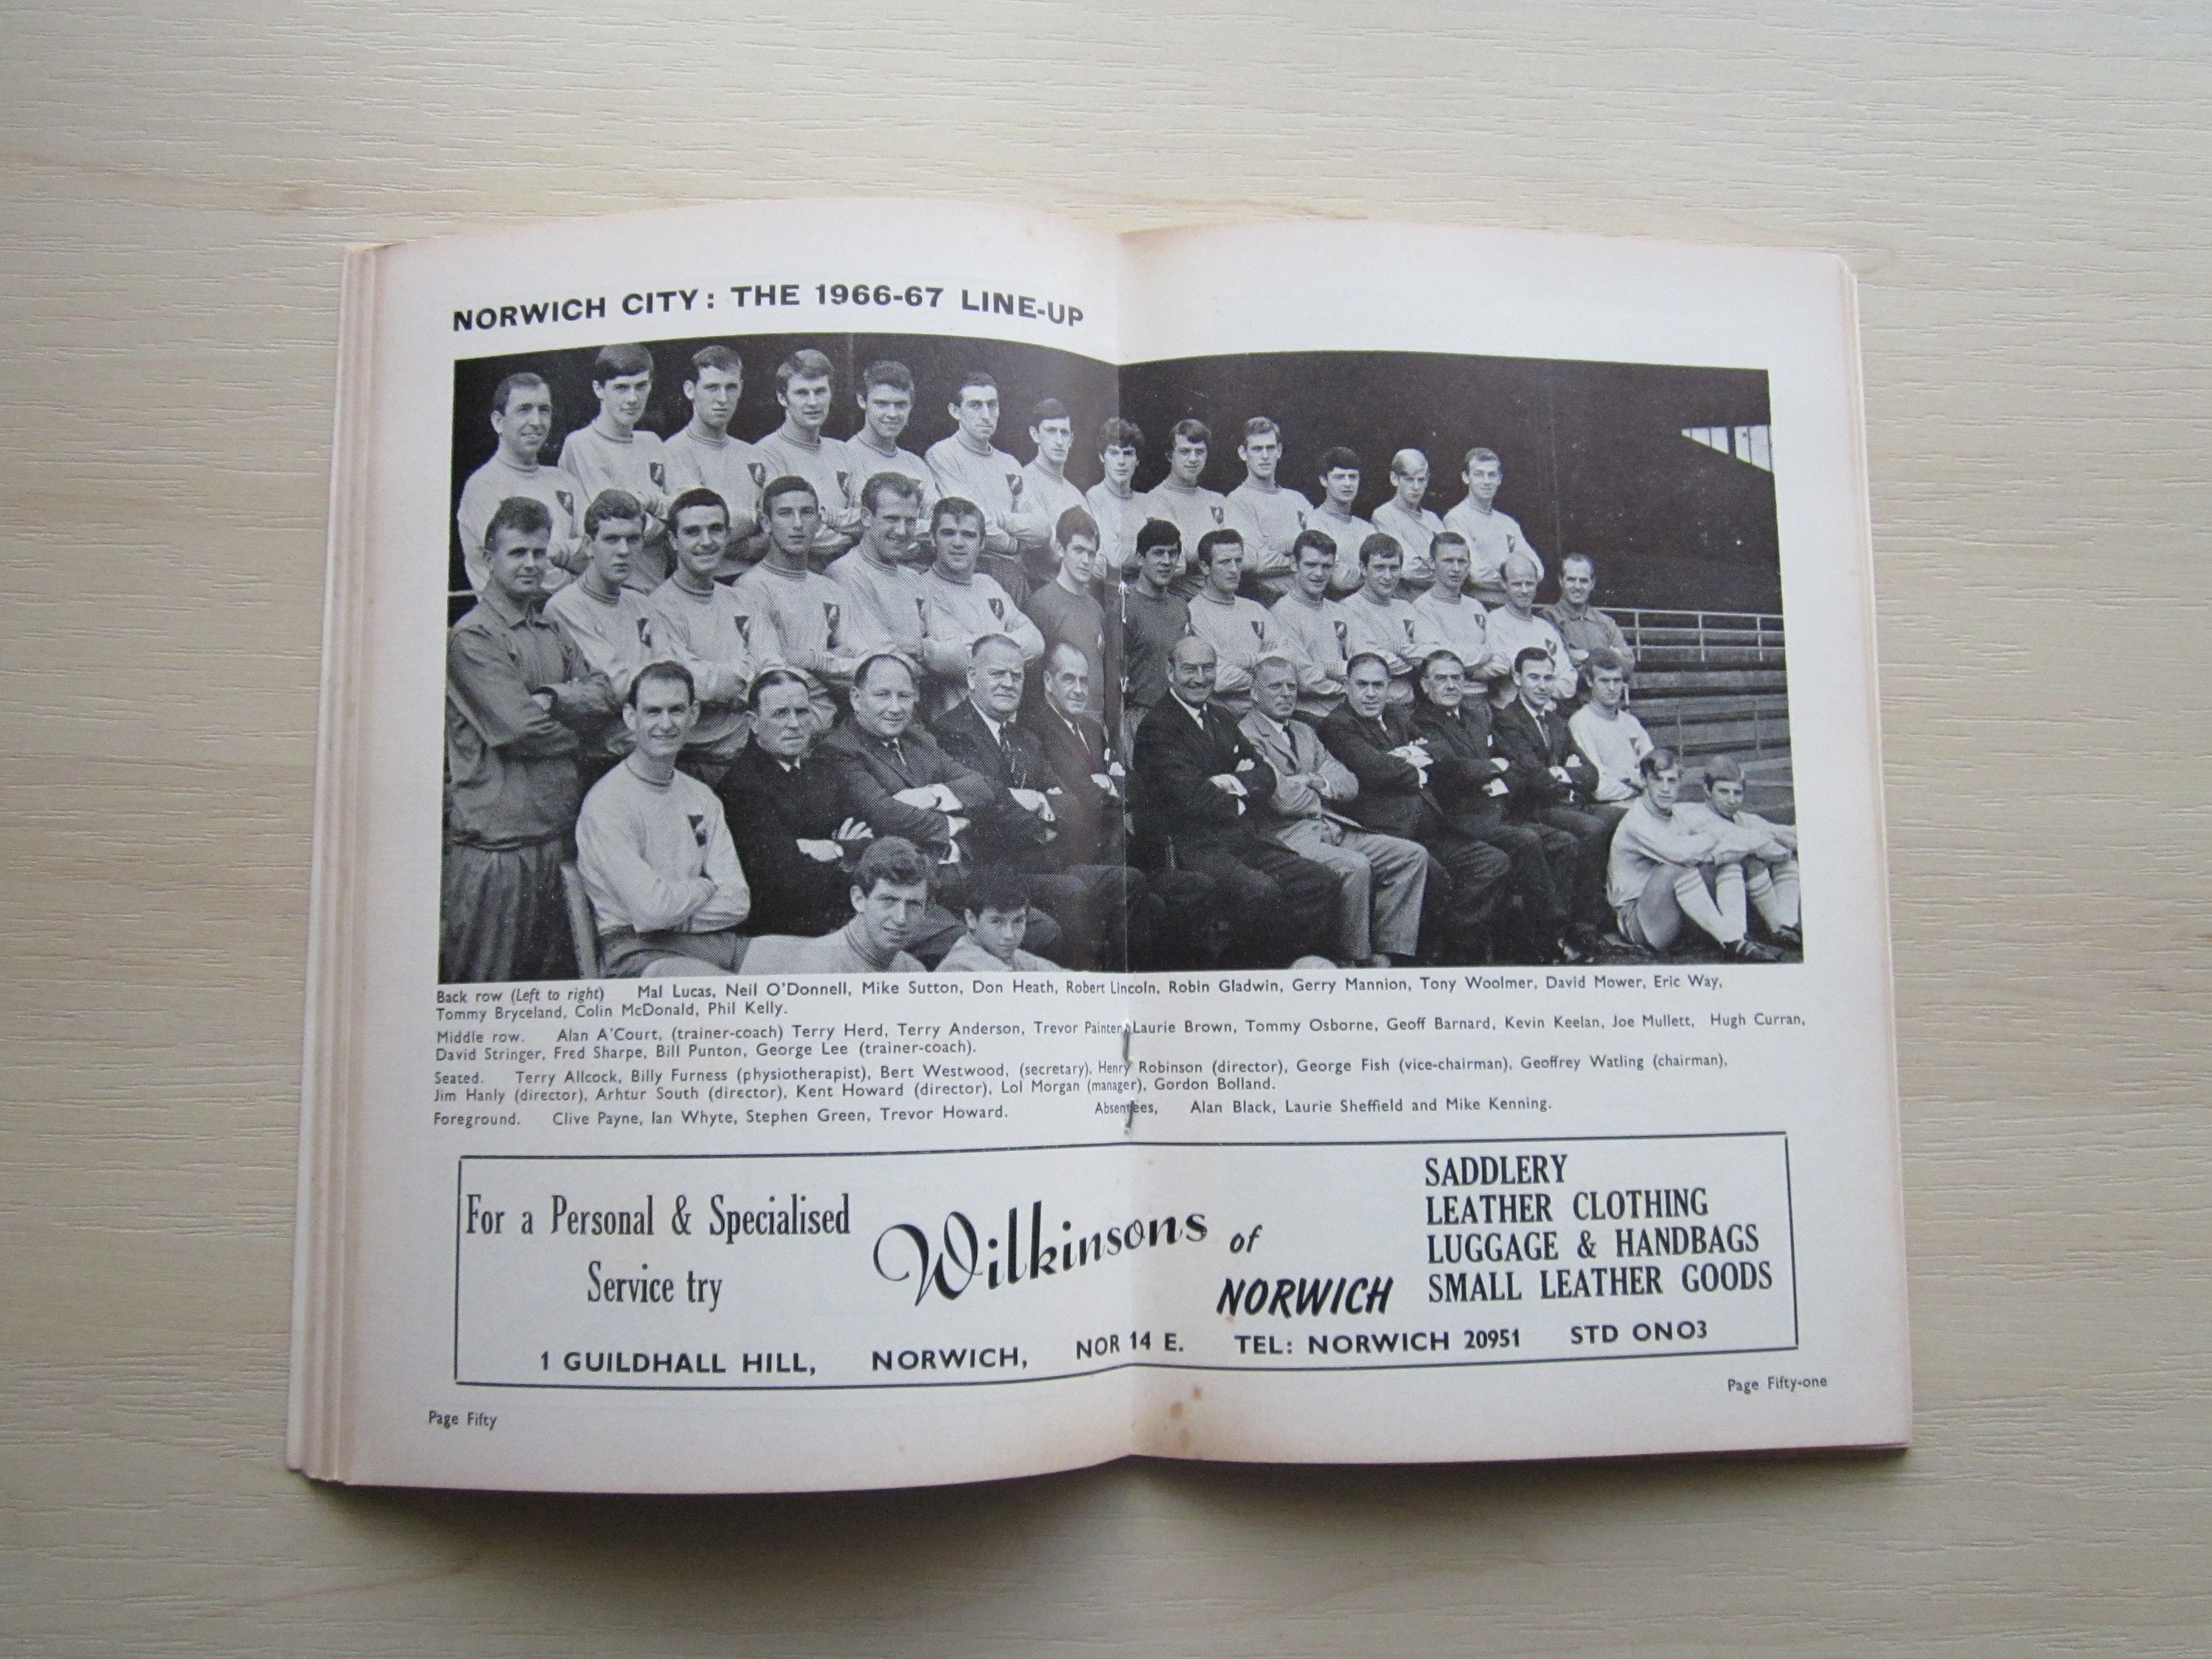 NORWICH CITY: THE 1966-67 LINE-UP
Back row (Left to right) Mal Lucas, Neil O'Donnell, Mike Sutton, Don Heath, Robert Lincoln, Robin Gladwin, Gerry Mannion, Tony Woolmer, David Mower, Eric Way,
Tommy Bryceland, Colin McDonald, Phil Kelly.
Middle row. Alan A'Court, (trainer-coach) Terry Herd, Terry Anderson, Trevor Painter, Laurie Brown, Tommy Osborne, Geoff Barnard, Kevin Keelan, Joe Mullett, Hugh Curran,
David Stringer, Fred Sharpe, Bill Punton, George Lee (trainer-coach).
Seated. Terry Allcock, Billy Furness (physiotherapist), Bert Westwood, (secretary), Henry Robinson (director), George Fish (vice-chairman), Geoffrey Watling (chairman),
Jim Hanly (director), Arhtur South (director), Kent Howard (director), Lol Morgan (manager), Gordon Bolland.
Foreground. Clive Payne, Ian Whyte, Stephen Green, Trevor Howard. Absentees, Alan Black, Laurie Sheffield and Mike Kenning.
For a Personal & Specialised
Service try
Wilkinsons of
NORWICH
SADDLERY
LEATHER CLOTHING
LUGGAGE & HANDBAGS
SMALL LEATHER GOODS
1 GUILDHALL HILL, NORWICH, NOR 14 E. TEL: NORWICH 20951 STD ONO3
Page Fifty
Page Fifty-one